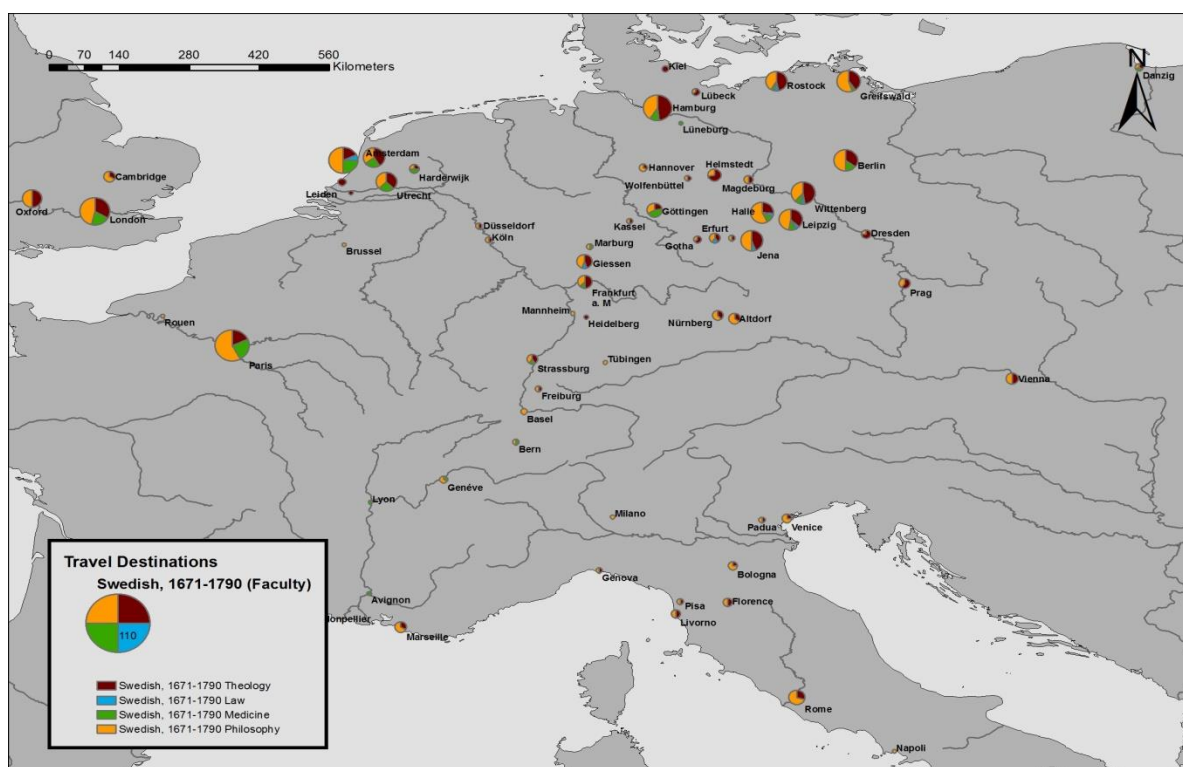 0 70 140 280 420 560
Kilometers
N
Kiel
Danzig
Lübeck
Rostock
Greifswald
Hamburg
Lüneburg
Amsterdam
Harderwijk
Hannover
Helmstedt
Berlin
Cambridge
Wolfenbüttel
Magdeburg
Leiden
Utrecht
Oxford
London
Göttingen
Halle
Wittenberg
Düsseldorf
Kassel
Erfurt
Leipzig
Köln
Marburg
Gotha
Dresden
Brussel
Jena
Giessen
Frankfurt
a. M
Prag
Mannheim
Heidelberg
Nürnberg
Altdorf
Rouen
Paris
Strassburg
Tübingen
Vienna
Freiburg
Basel
Bern
Genéve
Lyon
Milano
Padua
Venice
Bologna
Genova
Avignon
Pisa
Florence
Livorno
Marseille
Rome
Napoli
Travel Destinations
Swedish, 1671-1790 (Faculty)
110
Swedish, 1671-1790 Theology
Swedish, 1671-1790 Law
Swedish, 1671-1790 Medicine
Swedish, 1671-1790 Philosophy